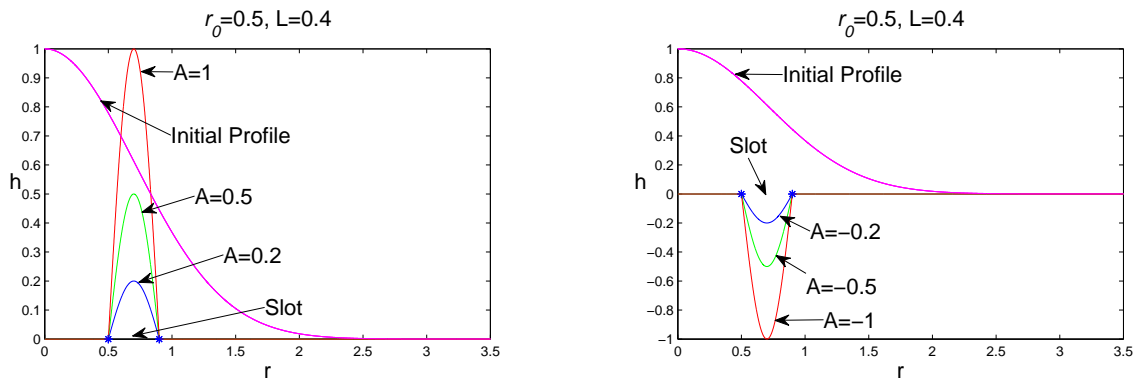 r0=0.5, L=0.4
1
0.9
0.8
0.7
0.6
0.5
0.4
0.3
0.2
0.1
0
h
A=1
Initial Profile
A=0.5
A=0.2
Slot
0 0.5 1 1.5 2 2.5 3 3.5
r
r0=0.5, L=0.4
1
0.8
0.6
0.4
0.2
0
−0.2
−0.4
−0.6
−0.8
−1
h
Initial Profile
Slot
A=−0.2
A=−0.5
A=−1
0 0.5 1 1.5 2 2.5 3 3.5
r